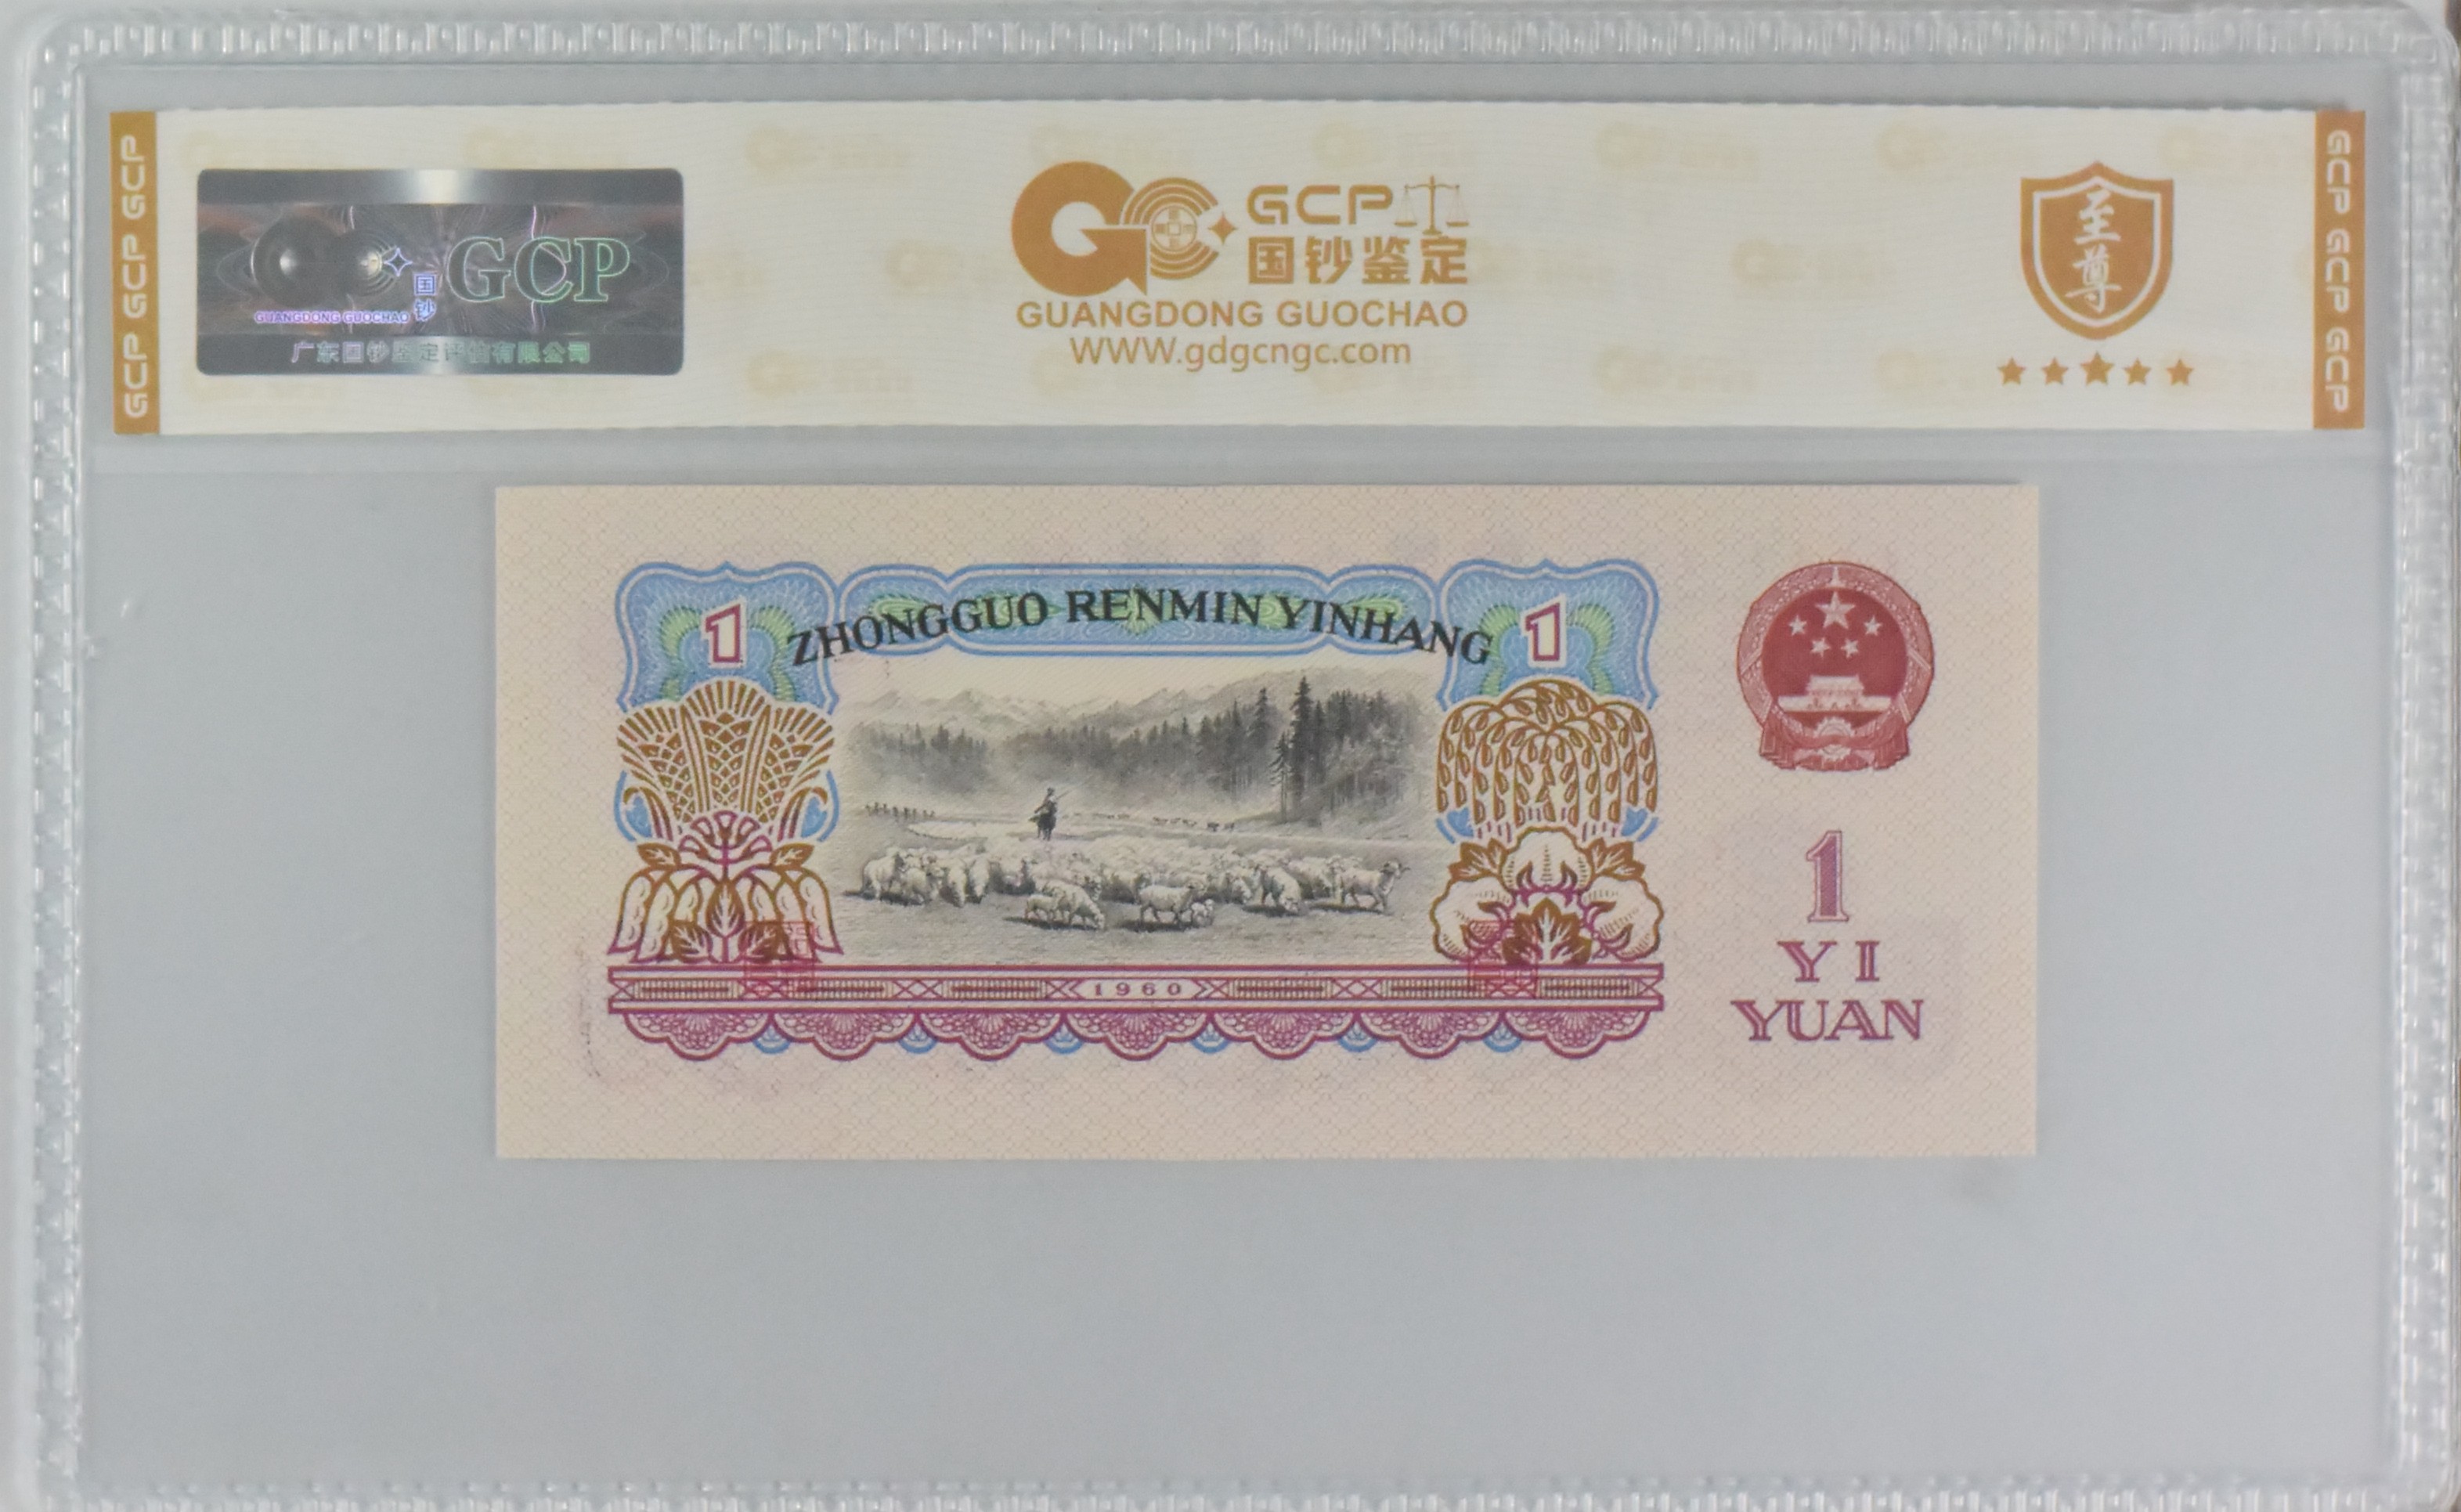 GCP GCP GCP
国钞
GCP
GUANGDONG GUOCHAO
广东国钞鉴定评估有限公司
GCP
国钞鉴定
GUANGDONG GUOCHAO
WWW.gdgcngc.com
至尊
GCP GCP GCP
ZHONGGUO RENMIN YINHANG
1
1
1
YI
YUAN
1960